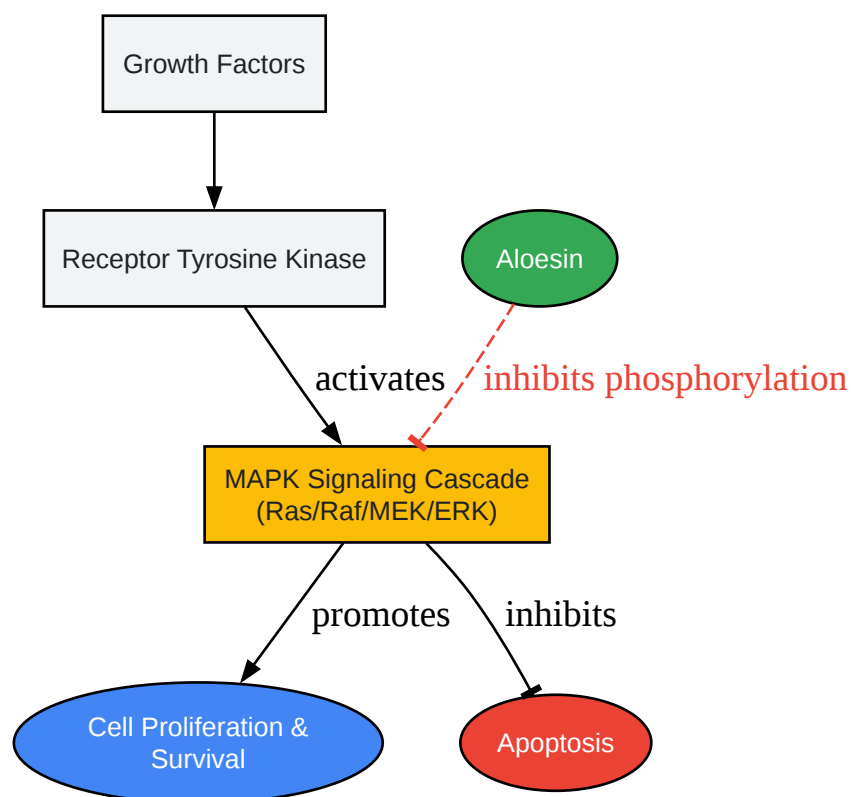 Growth Factors
Receptor Tyrosine Kinase
Aloesin
activates
inhibits phosphorylation
MAPK Signaling Cascade
(Ras/Raf/MEK/ERK)
promotes
inhibits
Cell Proliferation &
Survival
Apoptosis